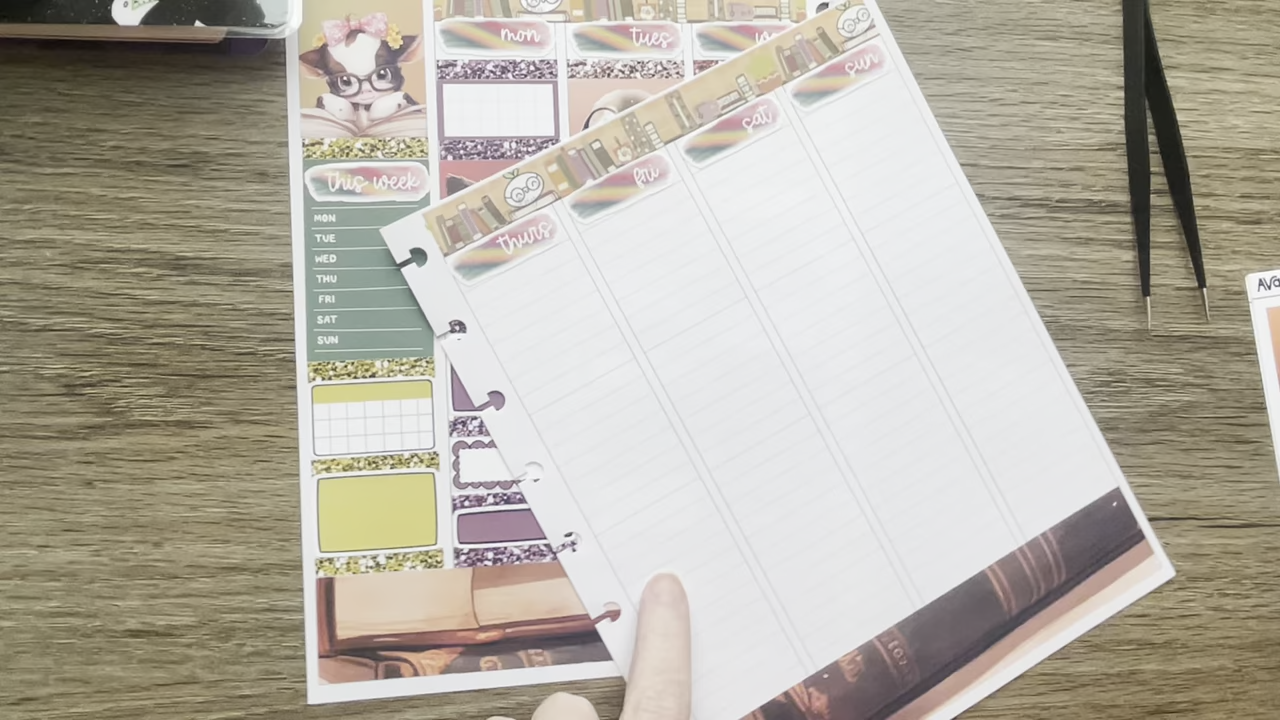 mon
tues
this week
MON
TUE
WED
THU
FRI
SAT
SUN
thurs
fri
sat
sun